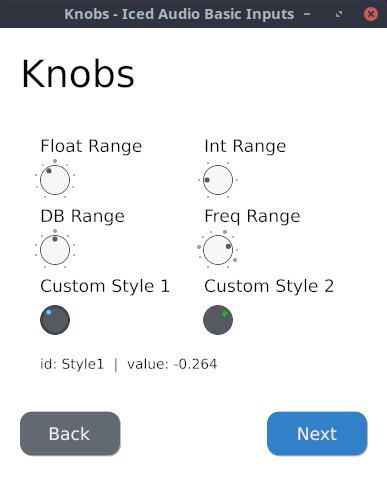 Knobs - Iced Audio Basic Inputs
Knobs
Float Range Int Range
DB Range Freq Range
Custom Style 1 Custom Style 2
id: Style1 | value: -0.264
Back Next